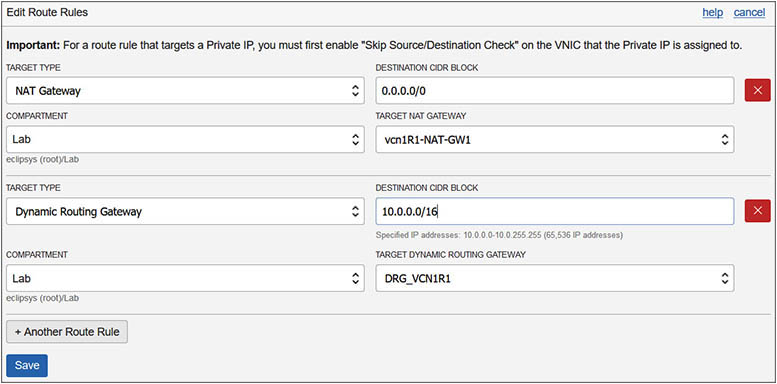 Edit Route Rules
help cancel
Important: For a route rule that targets a Private IP, you must first enable "Skip Source/Destination Check" on the VNIC that the Private IP is assigned to.
TARGET TYPE
DESTINATION CIDR BLOCK
NAT Gateway
0.0.0.0/0
COMPARTMENT
TARGET NAT GATEWAY
Lab
vcn1R1-NAT-GW1
eclipsys (root)/Lab
TARGET TYPE
DESTINATION CIDR BLOCK
Dynamic Routing Gateway
10.0.0.0/16
Specified IP addresses: 10.0.0.0-10.0.255.255 (65,536 IP addresses)
COMPARTMENT
TARGET DYNAMIC ROUTING GATEWAY
Lab
DRG_VCN1R1
eclipsys (root)/Lab
+ Another Route Rule
Save